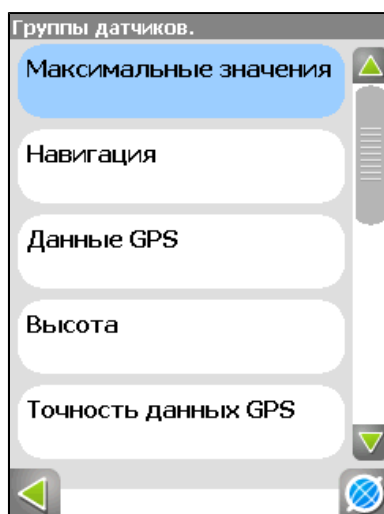 Группы датчиков.
Максимальные значения
Навигация
Данные GPS
Высота
Точность данных GPS